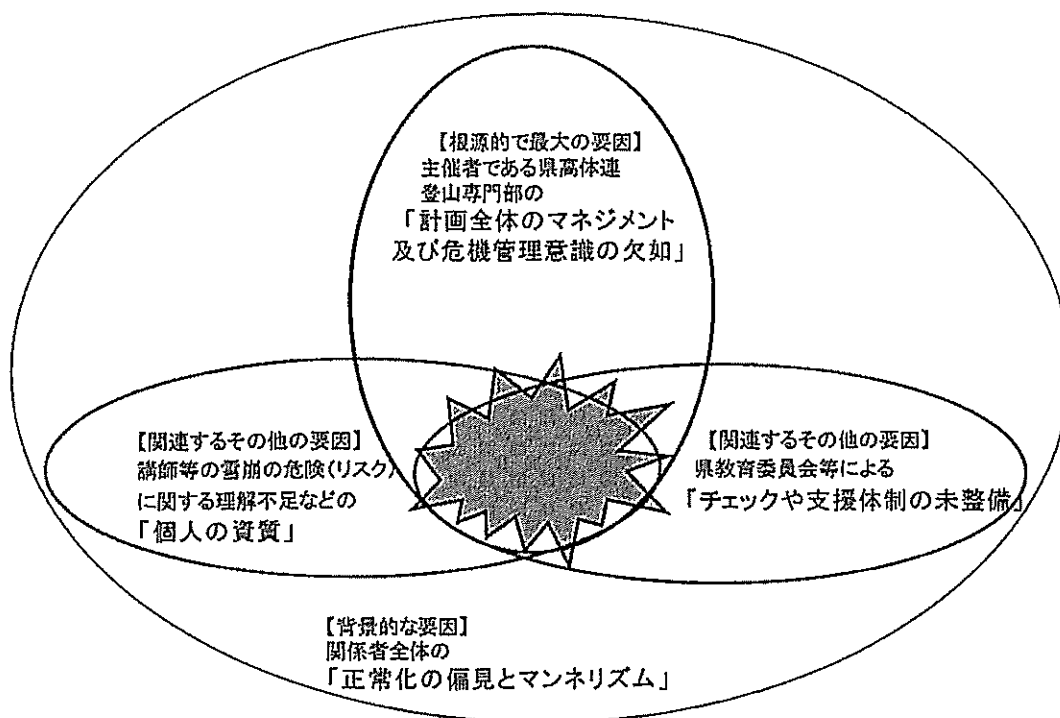 【根源的で最大の要因】
主催者である県高体連
登山専門部の
「計画全体のマネジメント
及び危機管理意識の欠如」
【関連するその他の要因】
講師等の雪崩の危険(リスク)
に関する理解不足などの
「個人の資質」
【関連するその他の要因】
県教育委員会等による
「チェックや支援体制の未整備」
【背景的な要因】
関係者全体の
「正常化の偏見とマンネリズム」